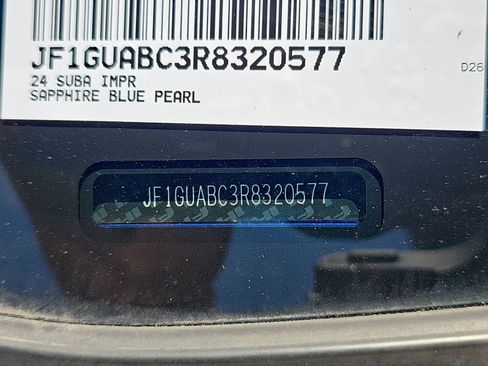 JF1GUABC3R8320577
24 SUBA IMPR
SAPPHIRE BLUE PEARL
D26
JF1GUABC3R8320577